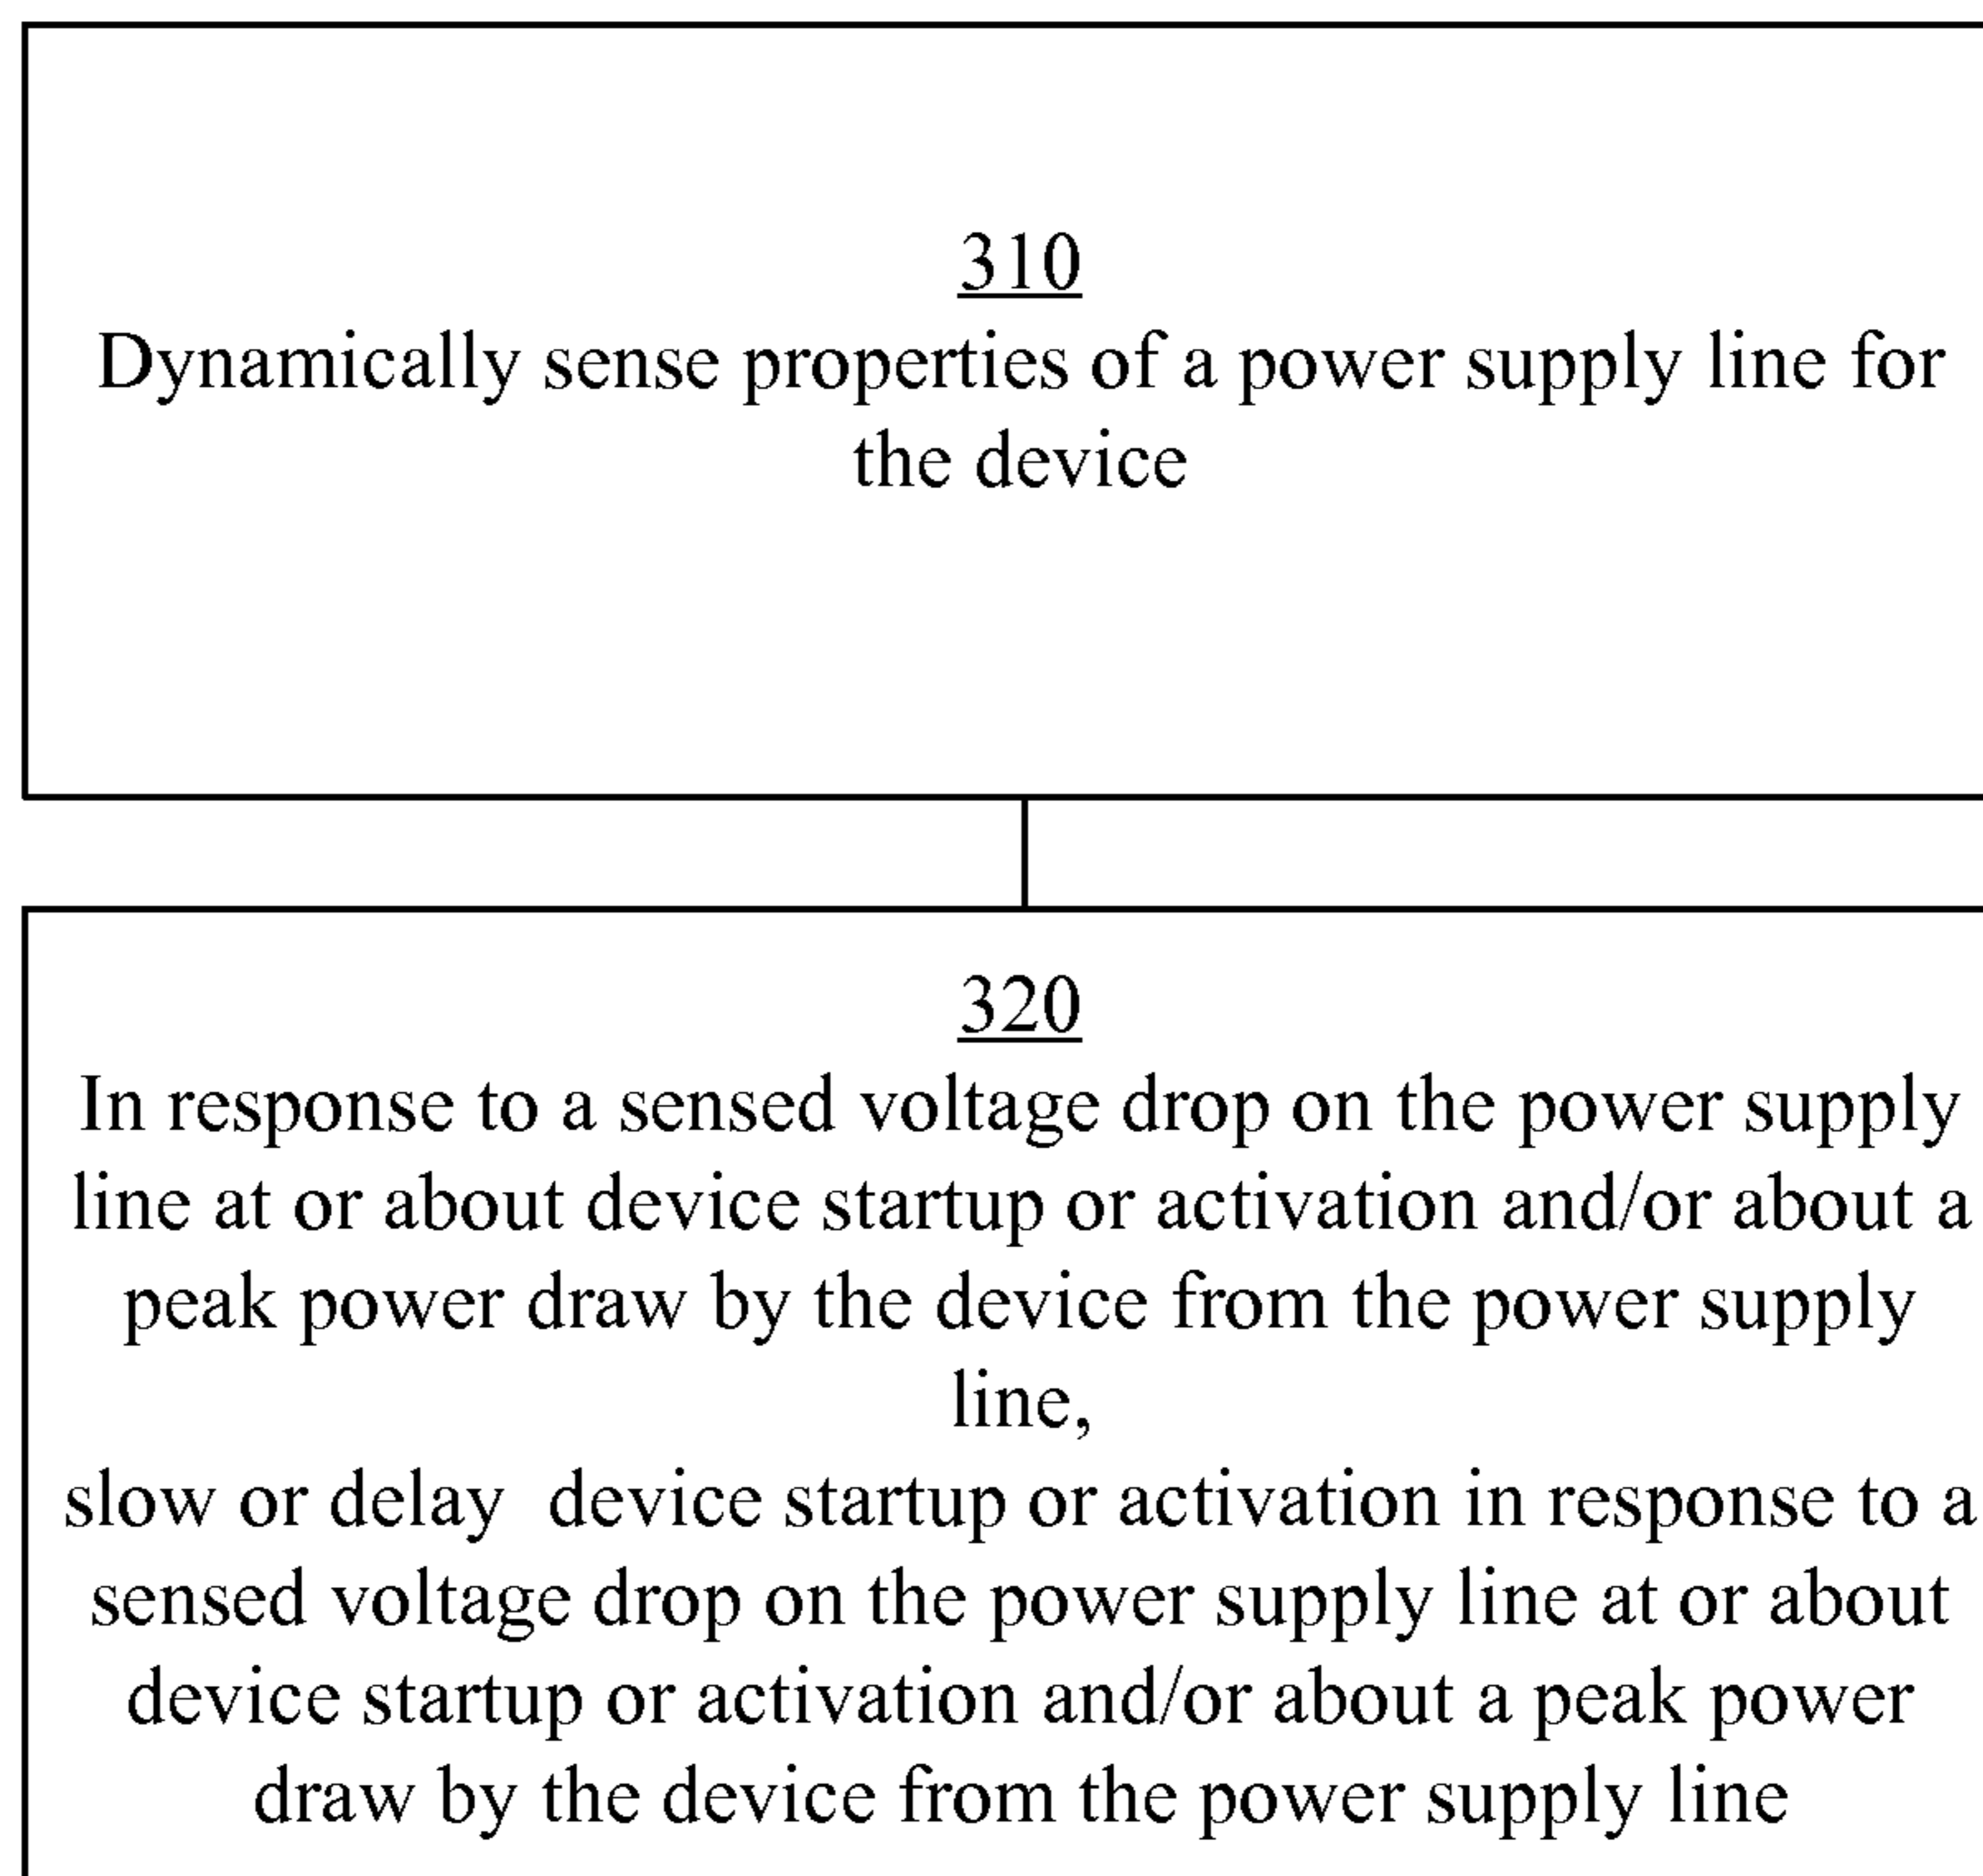 310
Dynamically sense properties of a power supply line for
the device
320
In response to a sensed voltage drop on the power supply
line at or about device startup or activation and/or about a
peak power draw by the device from the power supply
line,
slow or delay  device startup or activation in response to a
sensed voltage drop on the power supply line at or about
device startup or activation and/or about a peak power
draw by the device from the power supply line